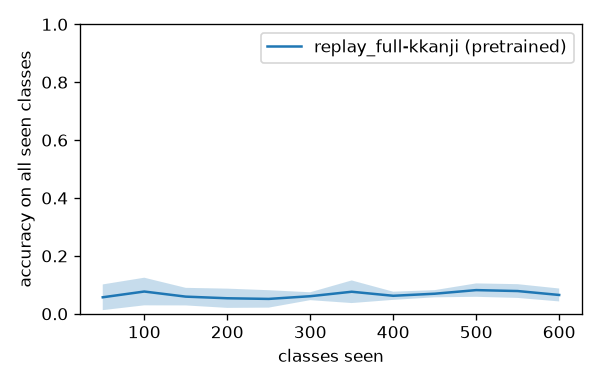 replay_full-kkanji (pretrained)
accuracy on all seen classes
1.0
0.8
0.6
0.4
0.2
0.0
100 200 300 400 500 600
classes seen